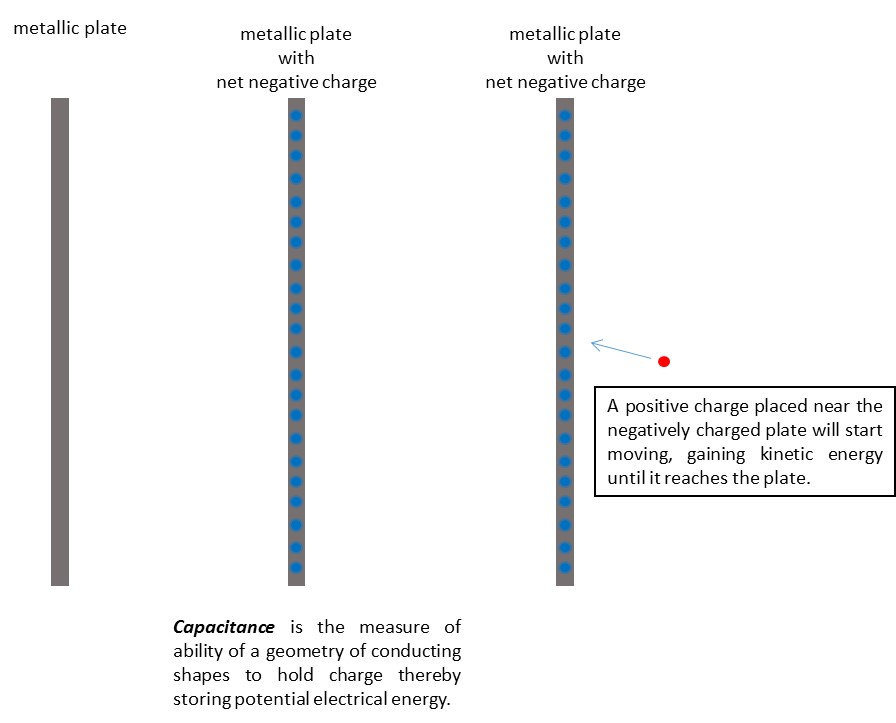 metallic plate
metallic plate
with
net negative charge
metallic plate
with
net negative charge
A positive charge placed near the
negatively charged plate will start
moving, gaining kinetic energy
until it reaches the plate.
Capacitance is the measure of
ability of a geometry of conducting
shapes to hold charge thereby
storing potential electrical energy.